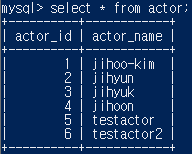 mysql> select * from actor;
+----------+------------+
| actor_id | actor_name |
+----------+------------+
| 1 | jihoo-kim |
| 2 | jihyun |
| 3 | jihyuk |
| 4 | jihoon |
| 5 | testactor |
| 6 | testactor2 |
+----------+------------+